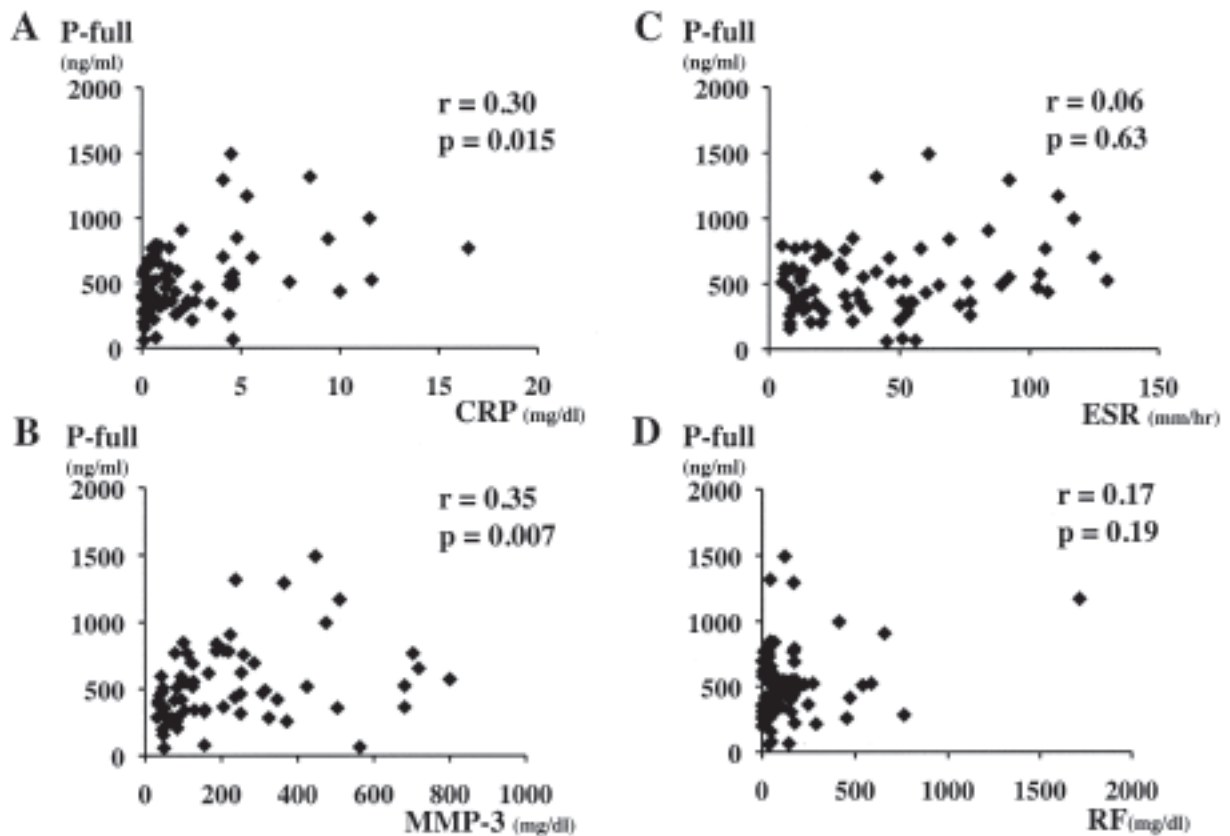 A P-full
(ng/ml)
2000
1500
1000
500
0
r = 0.30
p = 0.015
0 5 10 15 20
CRP (mg/dl)
B P-full
(ng/ml)
2000
1500
1000
500
0
r = 0.35
p = 0.007
0 200 400 600 800 1000
MMP-3 (mg/dl)
C P-full
(ng/ml)
2000
1500
1000
500
0
r = 0.06
p = 0.63
0 50 100 150
ESR (mm/hr)
D P-full
(ng/ml)
2000
1500
1000
500
0
r = 0.17
p = 0.19
0 500 1000 1500 2000
RF(mg/dl)